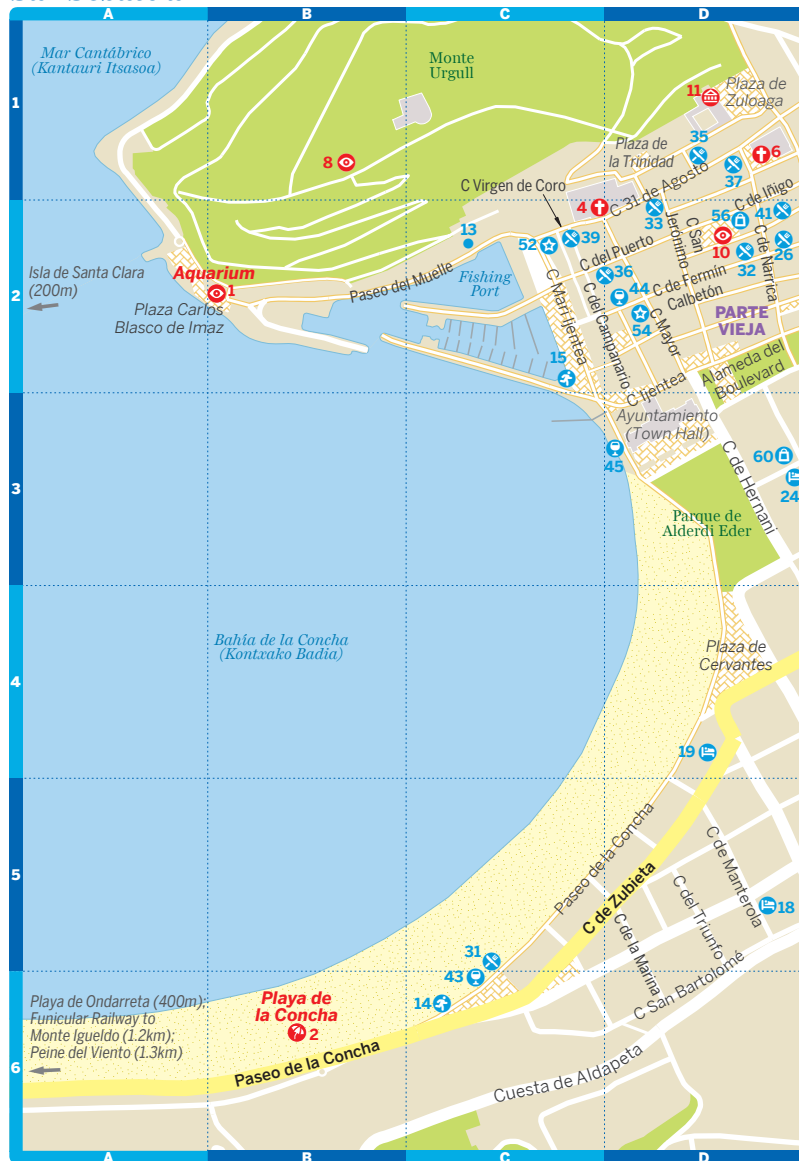 A B C D
Mar Cantábrico
(Kantauri Itsasoa)
Monte
Urgull
1
11
Plaza de
Zuloaga
35
Plaza de
la Trinidad
6
8
37
C Virgen de Coro
C 31 de Agosto
C de Iñigo
4
33
56
41
13
52
39
C San
Jerónimo
10
32
26
C de Narrica
C del Puerto
Isla de Santa Clara
(200m)
Aquarium
1
2
Paseo del Muelle
Fishing
Port
36
44
C de Fermín
Calbetón
Plaza Carlos
Blasco de Imaz
C Mari Ijentea
C del Campanario
54
C Mayor
PARTE
VIEJA
15
C Ijentea
Alameda del
Boulevard
Ayuntamiento
(Town Hall)
45
60
24
3
C de Hernani
Parque de
Alderdi Eder
Bahía de la Concha
(Kontxako Badia)
4
Plaza de
Cervantes
19
5
Paseo de la Concha
C de Zubieta
C de Manterola
C del Triunfo
C de la Marina
18
31
43
14
C San Bartolomé
Playa de Ondarreta (400m);
Funicular Railway to
Monte Igueldo (1.2km);
Peine del Viento (1.3km)
Playa de
la Concha
2
6
Paseo de la Concha
Cuesta de Aldapeta
A B C D